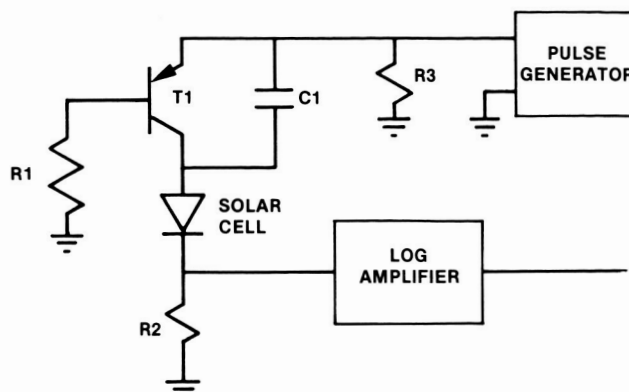 PULSE
GENERATOR
T1
C1
R3
R1
SOLAR
CELL
LOG
AMPLIFIER
R2